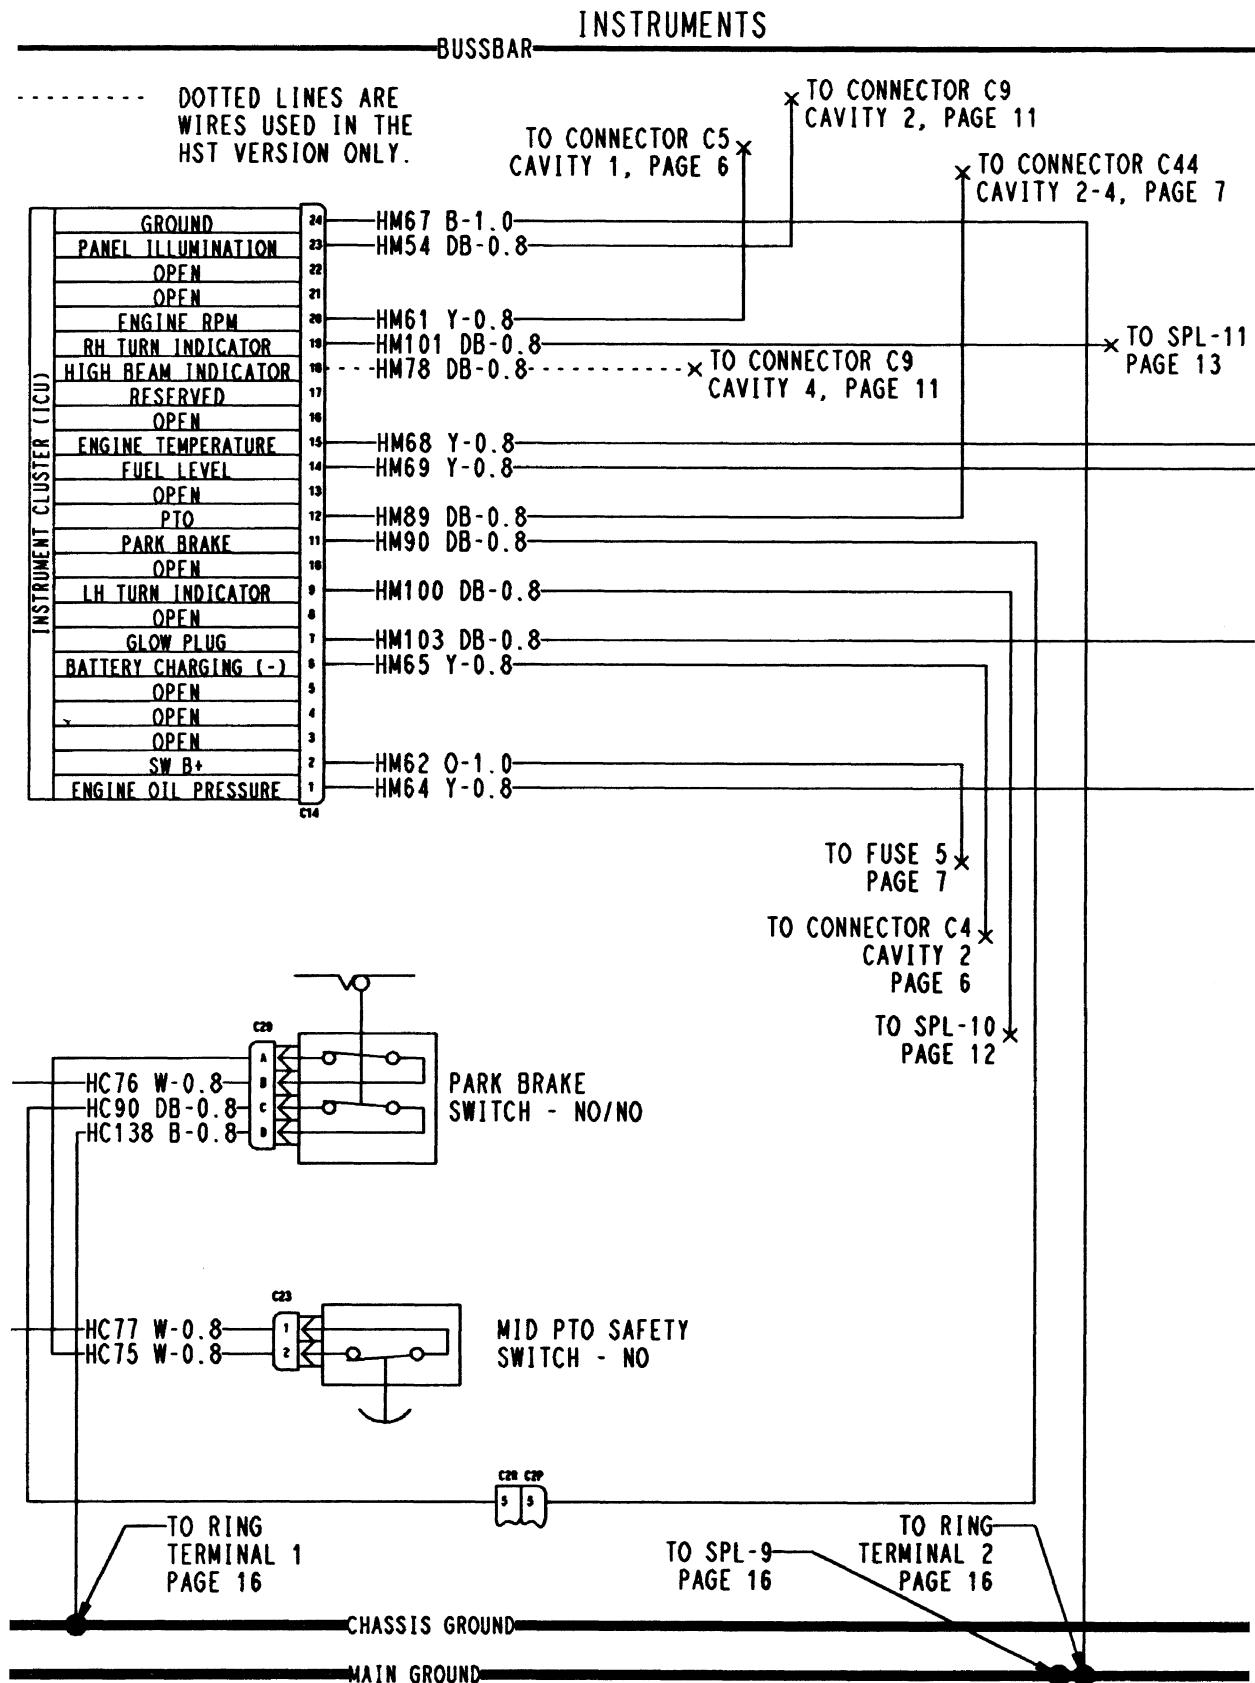 INSTRUMENTS
BUSSBAR
DOTTED LINES ARE
WIRES USED IN THE
HST VERSION ONLY.
TO CONNECTOR C9
CAVITY 2, PAGE 11
TO CONNECTOR C5
CAVITY 1, PAGE 6
TO CONNECTOR C44
CAVITY 2-4, PAGE 7
INSTRUMENT CLUSTER (ICU)
GROUND 24 HM67 B-1.0
PANEL ILLUMINATION 23 HM54 DB-0.8
OPEN 22
OPEN 21
ENGINE RPM 20 HM61 Y-0.8
RH TURN INDICATOR 19 HM101 DB-0.8
TO SPL-11
PAGE 13
HIGH BEAM INDICATOR 18 HM78 DB-0.8
TO CONNECTOR C9
CAVITY 4, PAGE 11
RESERVED 17
OPEN 16
ENGINE TEMPERATURE 15 HM68 Y-0.8
FUEL LEVEL 14 HM69 Y-0.8
OPEN 13
PTO 12 HM89 DB-0.8
PARK BRAKE 11 HM90 DB-0.8
OPEN 10
LH TURN INDICATOR 9 HM100 DB-0.8
OPEN 8
GLOW PLUG 7 HM103 DB-0.8
BATTERY CHARGING (-) 6 HM65 Y-0.8
OPEN 5
OPEN 4
OPEN 3
SW B+ 2 HM62 O-1.0
ENGINE OIL PRESSURE 1 HM64 Y-0.8
C14
TO FUSE 5
PAGE 7
TO CONNECTOR C4
CAVITY 2
PAGE 6
TO SPL-10
PAGE 12
C29
A
HC76 W-0.8 B
HC90 DB-0.8 C
HC138 B-0.8 D
PARK BRAKE
SWITCH - NO/NO
C23
HC77 W-0.8 1
HC75 W-0.8 2
MID PTO SAFETY
SWITCH - NO
C2R C2P
5 5
TO RING
TERMINAL 1
PAGE 16
TO SPL-9
PAGE 16
TO RING
TERMINAL 2
PAGE 16
CHASSIS GROUND
MAIN GROUND